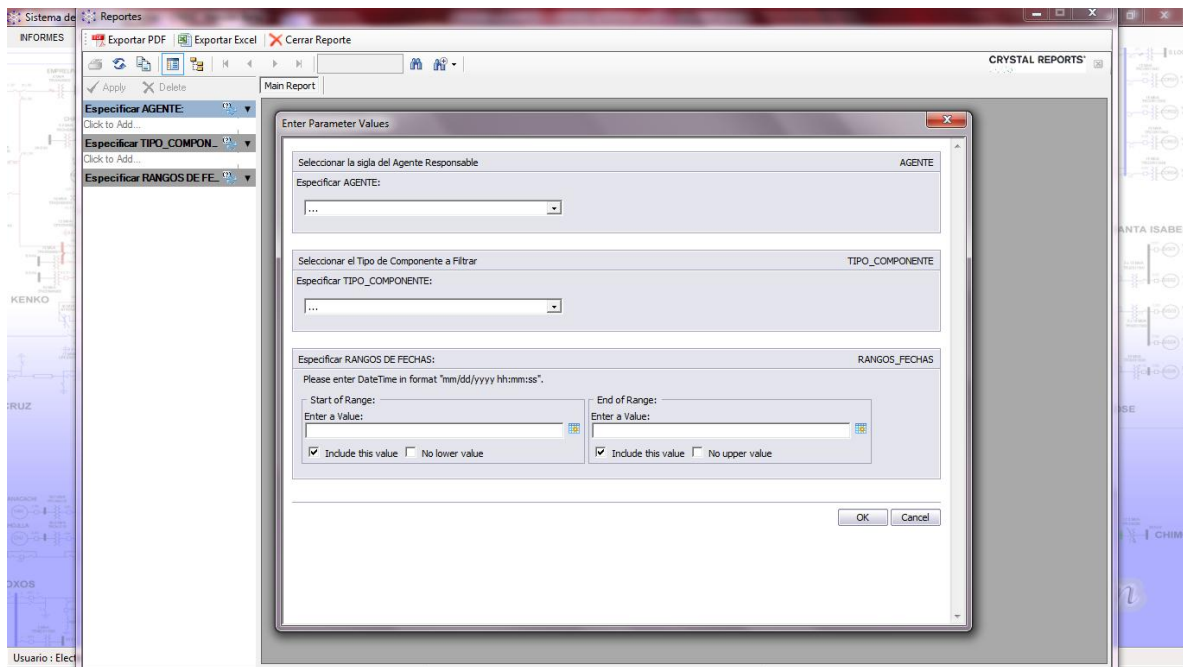 Sistema de
Reportes
INFORMES
Exportar PDF
Exportar Excel
Cerrar Reporte
CRYSTAL REPORTS®
Apply
Delete
Main Report
Especificar AGENTE:
Click to Add...
Especificar TIPO_COMPON...
Click to Add...
Especificar RANGOS DE FE...
Enter Parameter Values
Seleccionar la sigla del Agente Responsable AGENTE
Especificar AGENTE:
...
Seleccionar el Tipo de Componente a Filtrar TIPO_COMPONENTE
Especificar TIPO_COMPONENTE:
...
Especificar RANGOS DE FECHAS: RANGOS_FECHAS
Please enter DateTime in format "mm/dd/yyyy hh:mm:ss".
Start of Range: End of Range:
Enter a Value: Enter a Value:
Include this value No lower value Include this value No upper value
OK Cancel
KENKO
CRUZ
OXOS
ANTA ISABE
OSE
CHIM
Usuario : Elect